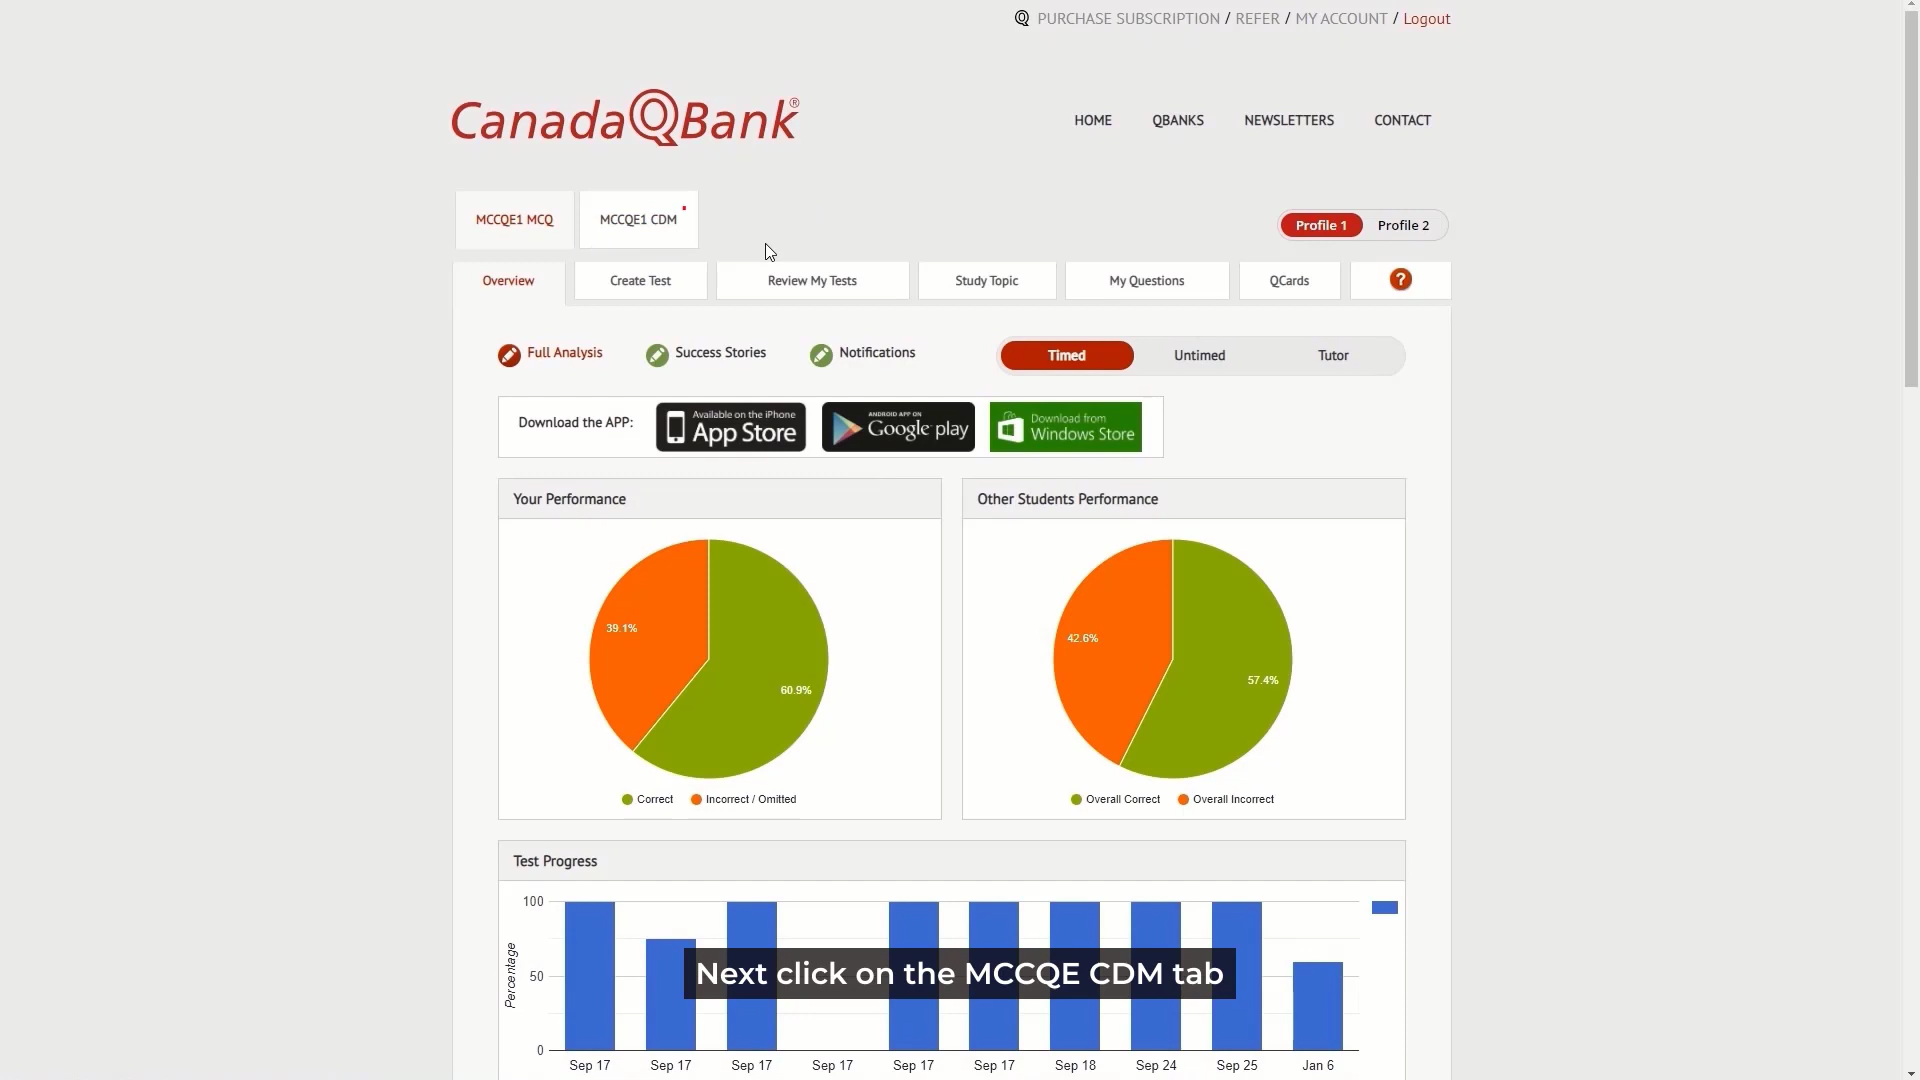 PURCHASE SUBSCRIPTION / REFER / MY ACCOUNT / Logout
CanadaQBank®
HOME QBANKS NEWSLETTERS CONTACT
MCCQE1 MCQ MCCQE1 CDM
Profile 1 Profile 2
Overview Create Test Review My Tests Study Topic My Questions QCards ?
Full Analysis Success Stories Notifications Timed Untimed Tutor
Download the APP:
Available on the iPhone
App Store
ANDROID APP ON
Google play
Download from
Windows Store
Your Performance
39.1%
60.9%
Correct Incorrect / Omitted
Other Students Performance
42.6%
57.4%
Overall Correct Overall Incorrect
Test Progress
100
50
0
Percentage
Next click on the MCCQE CDM tab
Sep 17 Sep 17 Sep 17 Sep 17 Sep 17 Sep 17 Sep 18 Sep 24 Sep 25 Jan 6